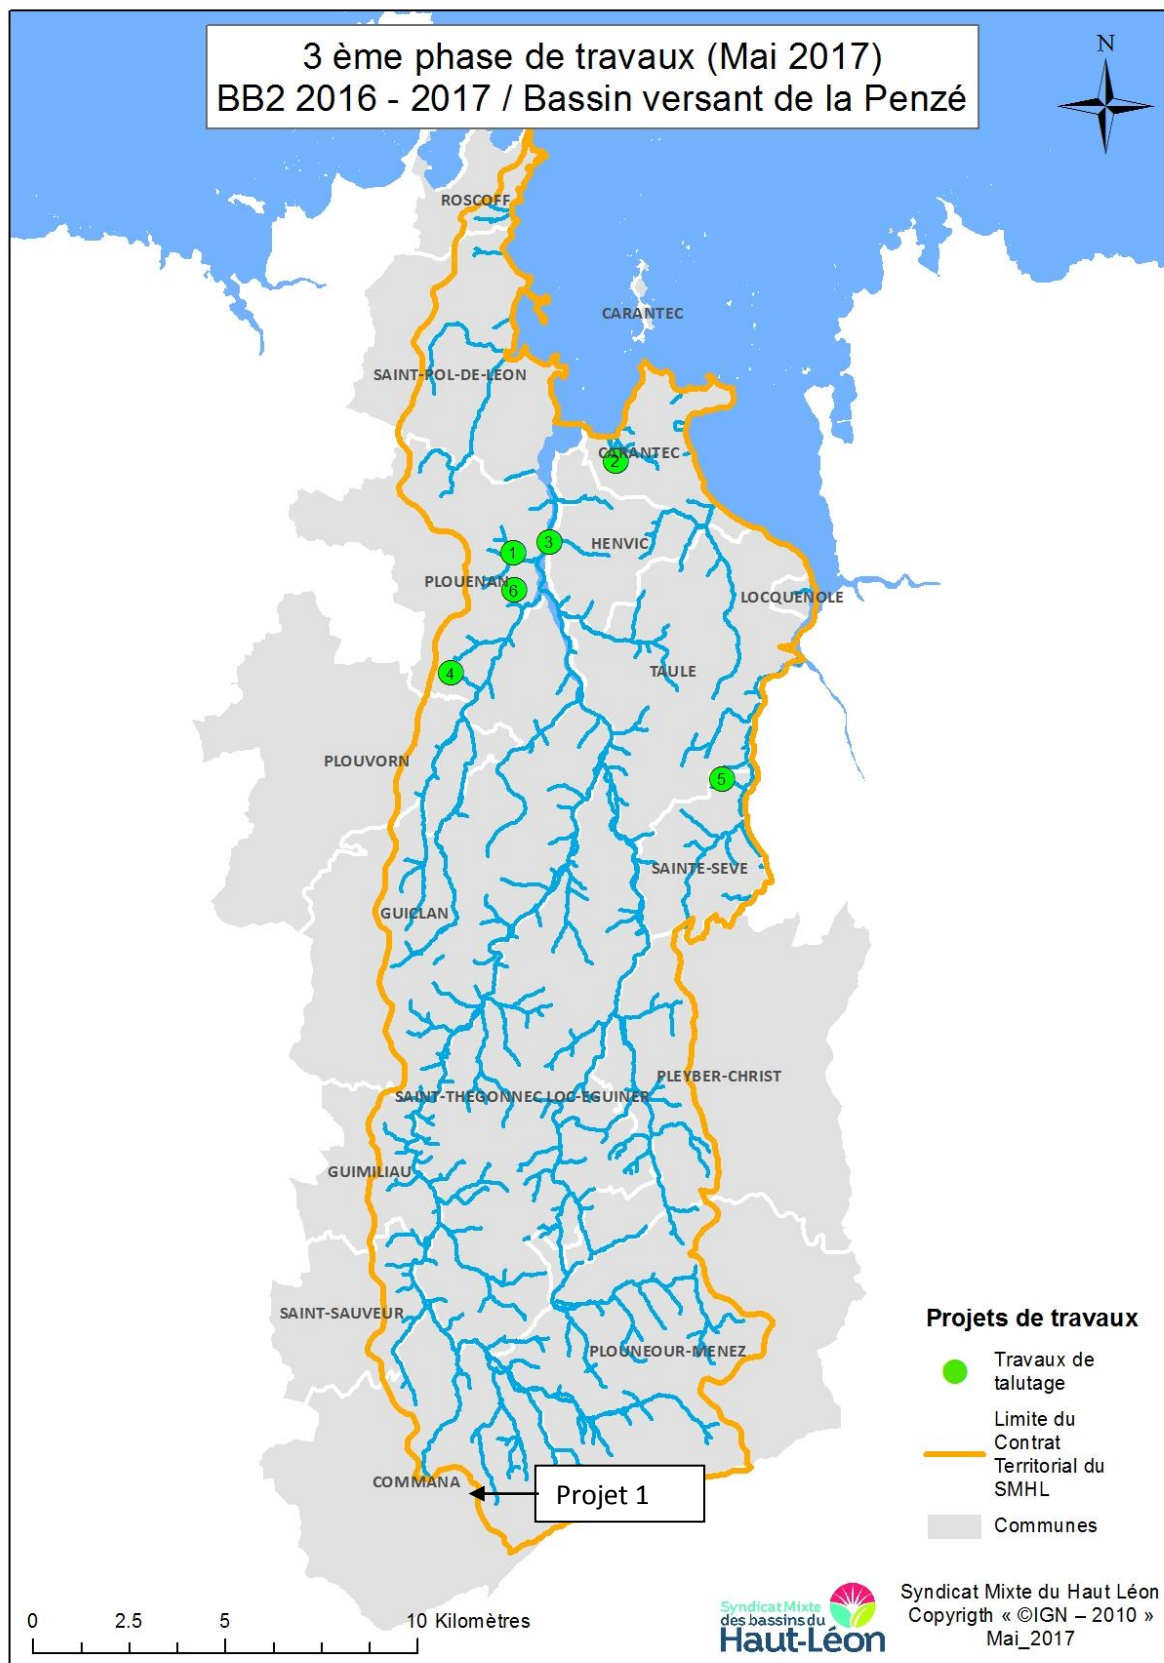 3 ème phase de travaux (Mai 2017)
BB2 2016 - 2017 / Bassin versant de la Penzé
N
ROSCOFF
CARANTEC
SAINT-POL-DE-LEON
CARANTEC
2
3
HENVIC
1
PLOUENAN
6
LOCQUENOLE
TAULE
4
PLOUVORN
5
SAINTE-SEVE
GUICLAN
PLEYBER-CHRIST
SAINT-THEGONNEC LOC-EGUINER
GUIMILIAU
SAINT-SAUVEUR
PLOUNEOUR-MENEZ
COMMANA
Projet 1
Projets de travaux
Travaux de
talutage
Limite du
Contrat
Territorial du
SMHL
Communes
0 2.5 5 10 Kilomètres
Syndicat Mixte
des bassins du
Haut-Léon
Syndicat Mixte du Haut Léon
Copyrigth « ©IGN – 2010 »
Mai_2017